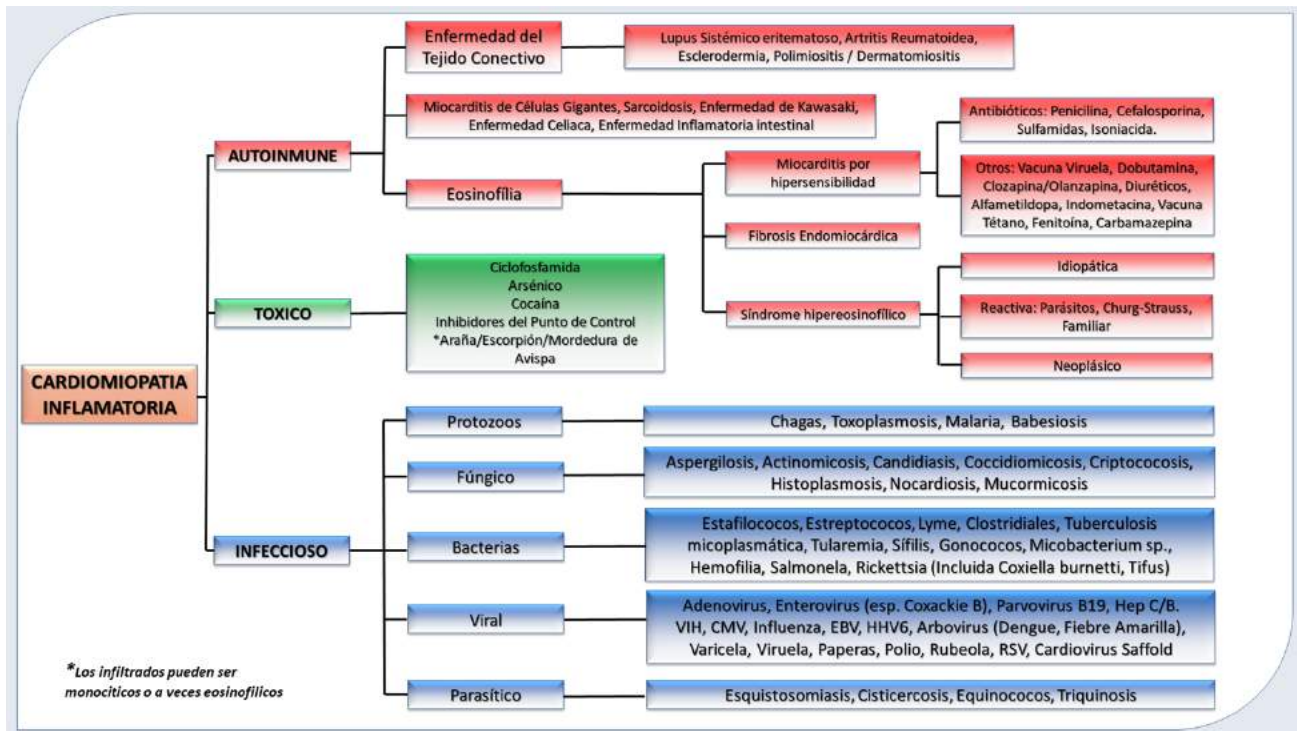 Enfermedad del
Tejido Conectivo
Lupus Sistémico eritematoso, Artritis Reumatoidea,
Esclerodermia, Polimiositis / Dermatomiositis
Miocarditis de Células Gigantes, Sarcoidosis, Enfermedad de Kawasaki,
Enfermedad Celiaca, Enfermedad Inflamatoria intestinal
AUTOINMUNE
Eosinofília
Miocarditis por
hipersensibilidad
Antibióticos: Penicilina, Cefalosporina,
Sulfamidas, Isoniacida.
Otros: Vacuna Viruela, Dobutamina,
Clozapina/Olanzapina, Diuréticos,
Alfametildopa, Indometacina, Vacuna
Tétano, Fenitoína, Carbamazepina
Fibrosis Endomiocárdica
Síndrome hipereosinofílico
Idiopática
Reactiva: Parásitos, Churg-Strauss,
Familiar
Neoplásico
TOXICO
Ciclofosfamida
Arsénico
Cocaína
Inhibidores del Punto de Control
*Araña/Escorpión/Mordedura de
Avispa
CARDIOMIOPATIA
INFLAMATORIA
INFECCIOSO
Protozoos
Chagas, Toxoplasmosis, Malaria, Babesiosis
Fúngico
Aspergilosis, Actinomicosis, Candidiasis, Coccidiomicosis, Criptococosis,
Histoplasmosis, Nocardiosis, Mucormicosis
Bacterias
Estafilococos, Estreptococos, Lyme, Clostridiales, Tuberculosis
micoplasmática, Tularemia, Sífilis, Gonococos, Micobacterium sp.,
Hemofilia, Salmonela, Rickettsia (Incluida Coxiella burnetti, Tifus)
Viral
Adenovirus, Enterovirus (esp. Coxackie B), Parvovirus B19, Hep C/B.
VIH, CMV, Influenza, EBV, HHV6, Arbovirus (Dengue, Fiebre Amarilla),
Varicela, Viruela, Paperas, Polio, Rubeola, RSV, Cardiovirus Saffold
Parasítico
Esquistosomiasis, Cisticercosis, Equinococos, Triquinosis
*Los infiltrados pueden ser
monocíticos o a veces eosinofílicos